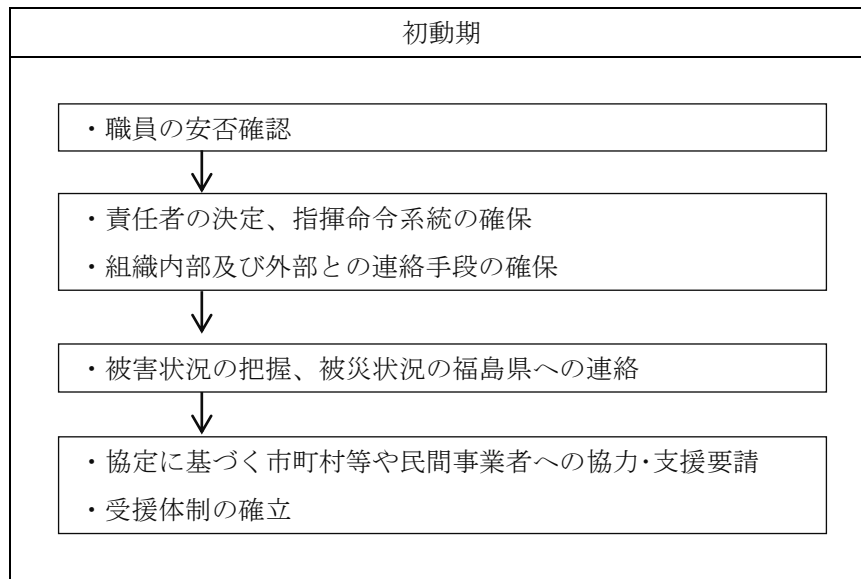 初動期
・職員の安否確認
・責任者の決定、指揮命令系統の確保
・組織内部及び外部との連絡手段の確保
・被害状況の把握、被災状況の福島県への連絡
・協定に基づく市町村等や民間事業者への協力･支援要請
・受援体制の確立